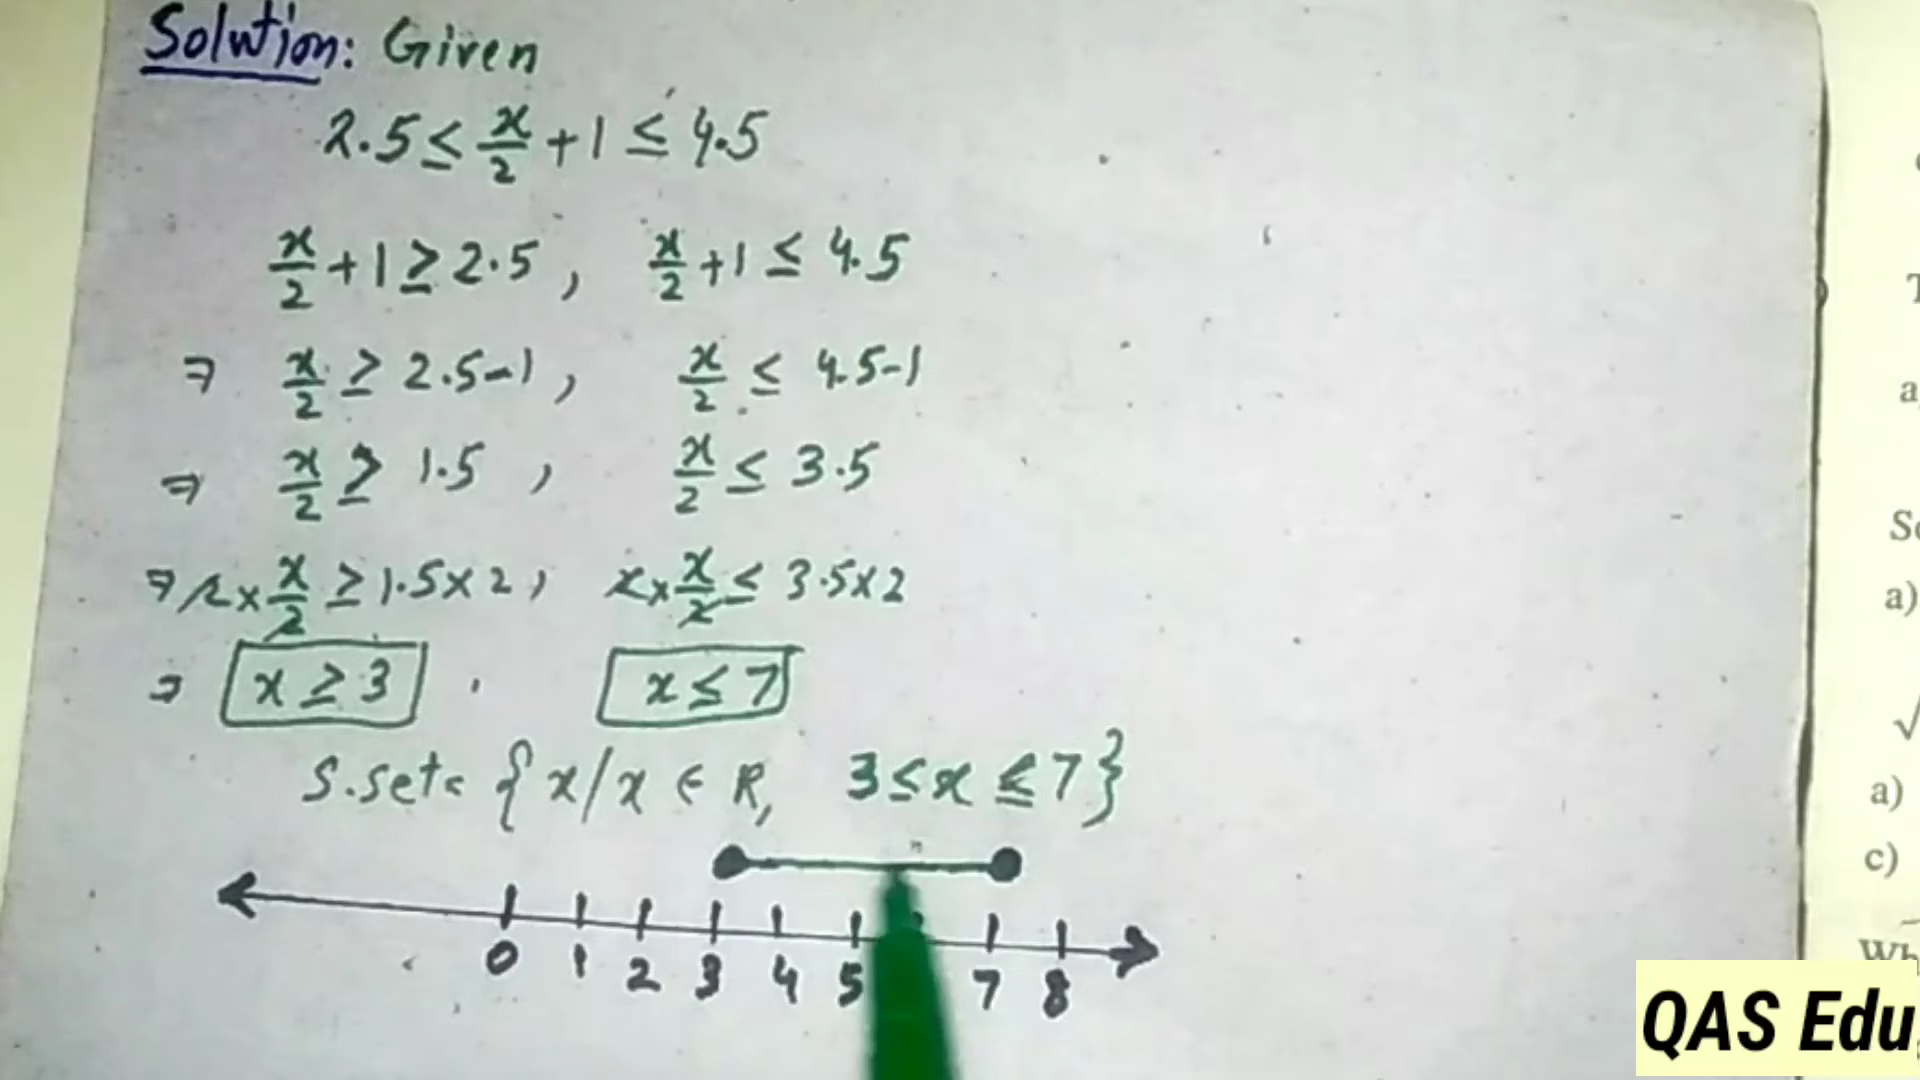 Solution: Given
2.5 ≤ x/2 + 1 ≤ 4.5
x/2 + 1 ≥ 2.5 , x/2 + 1 ≤ 4.5
⇒ x/2 ≥ 2.5-1 , x/2 ≤ 4.5-1
⇒ x/2 ≥ 1.5 , x/2 ≤ 3.5
⇒ 2 × x/2 ≥ 1.5×2 , 2 × x/2 ≤ 3.5×2
⇒ x ≥ 3 . x ≤ 7
S.set = {x/x ∈ R, 3 ≤ x ≤ 7}
0 1 2 3 4 5 7 8
a)
a)
c)
QAS Edu